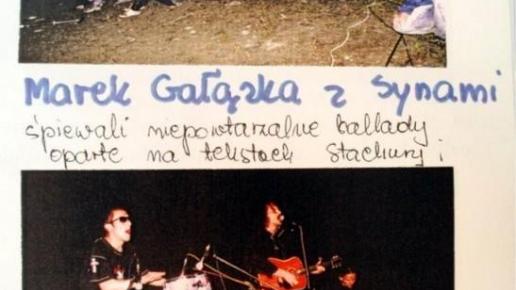 Marek Gałązka z Synami
śpiewali niepowtarzalne ballady
oparte na tekstach Stachury i